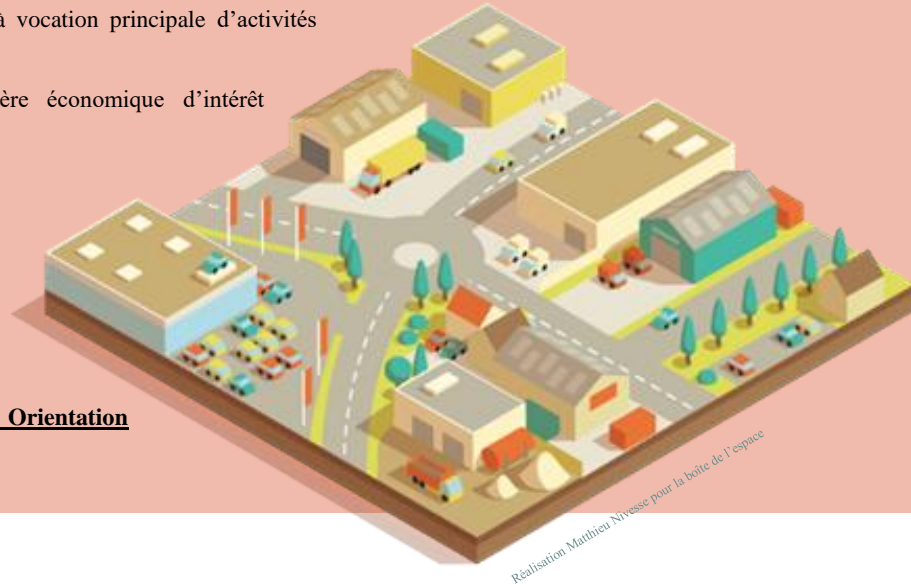 à vocation principale d’activités
ère économique d’intérêt
Orientation
Réalisation Matthieu Nivesse pour la boîte de l’espace